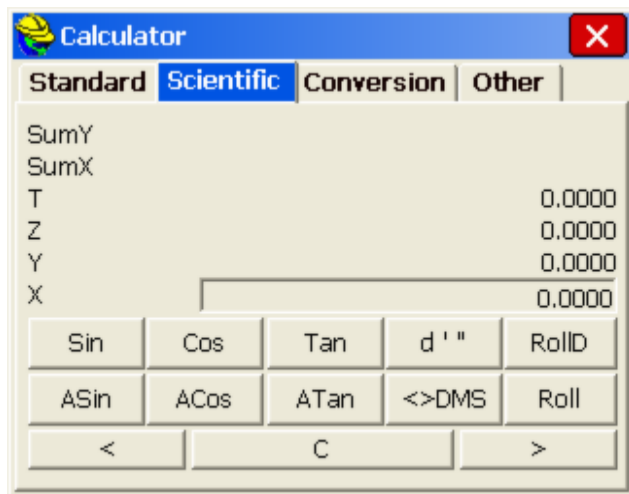 Calculator
Standard Scientific Conversion Other
SumY
SumX
T 0.0000
Z 0.0000
Y 0.0000
X 0.0000
Sin Cos Tan d ' " RollD
ASin ACos ATan <>DMS Roll
< C >